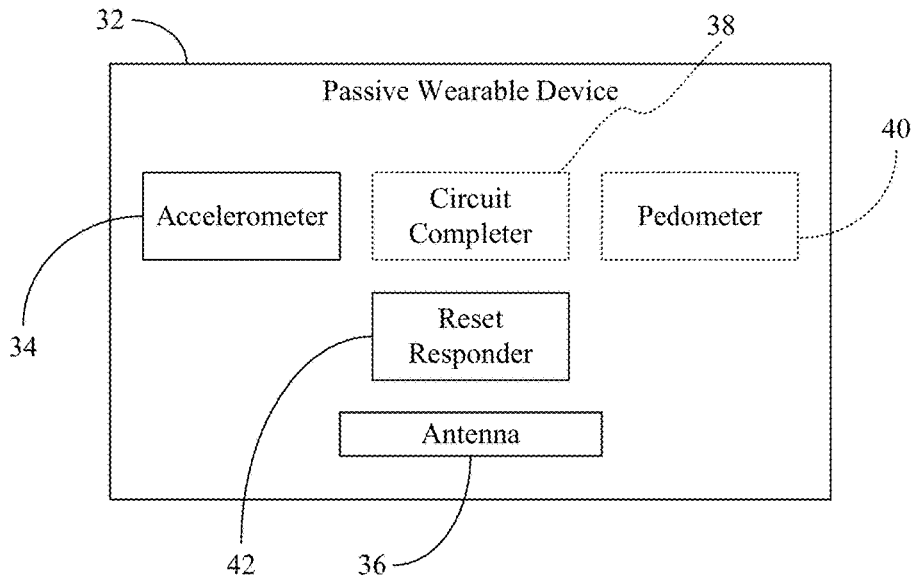 32
38
Passive Wearable Device
40
Accelerometer
Circuit
Completer
Pedometer
34
Reset
Responder
Antenna
42
36